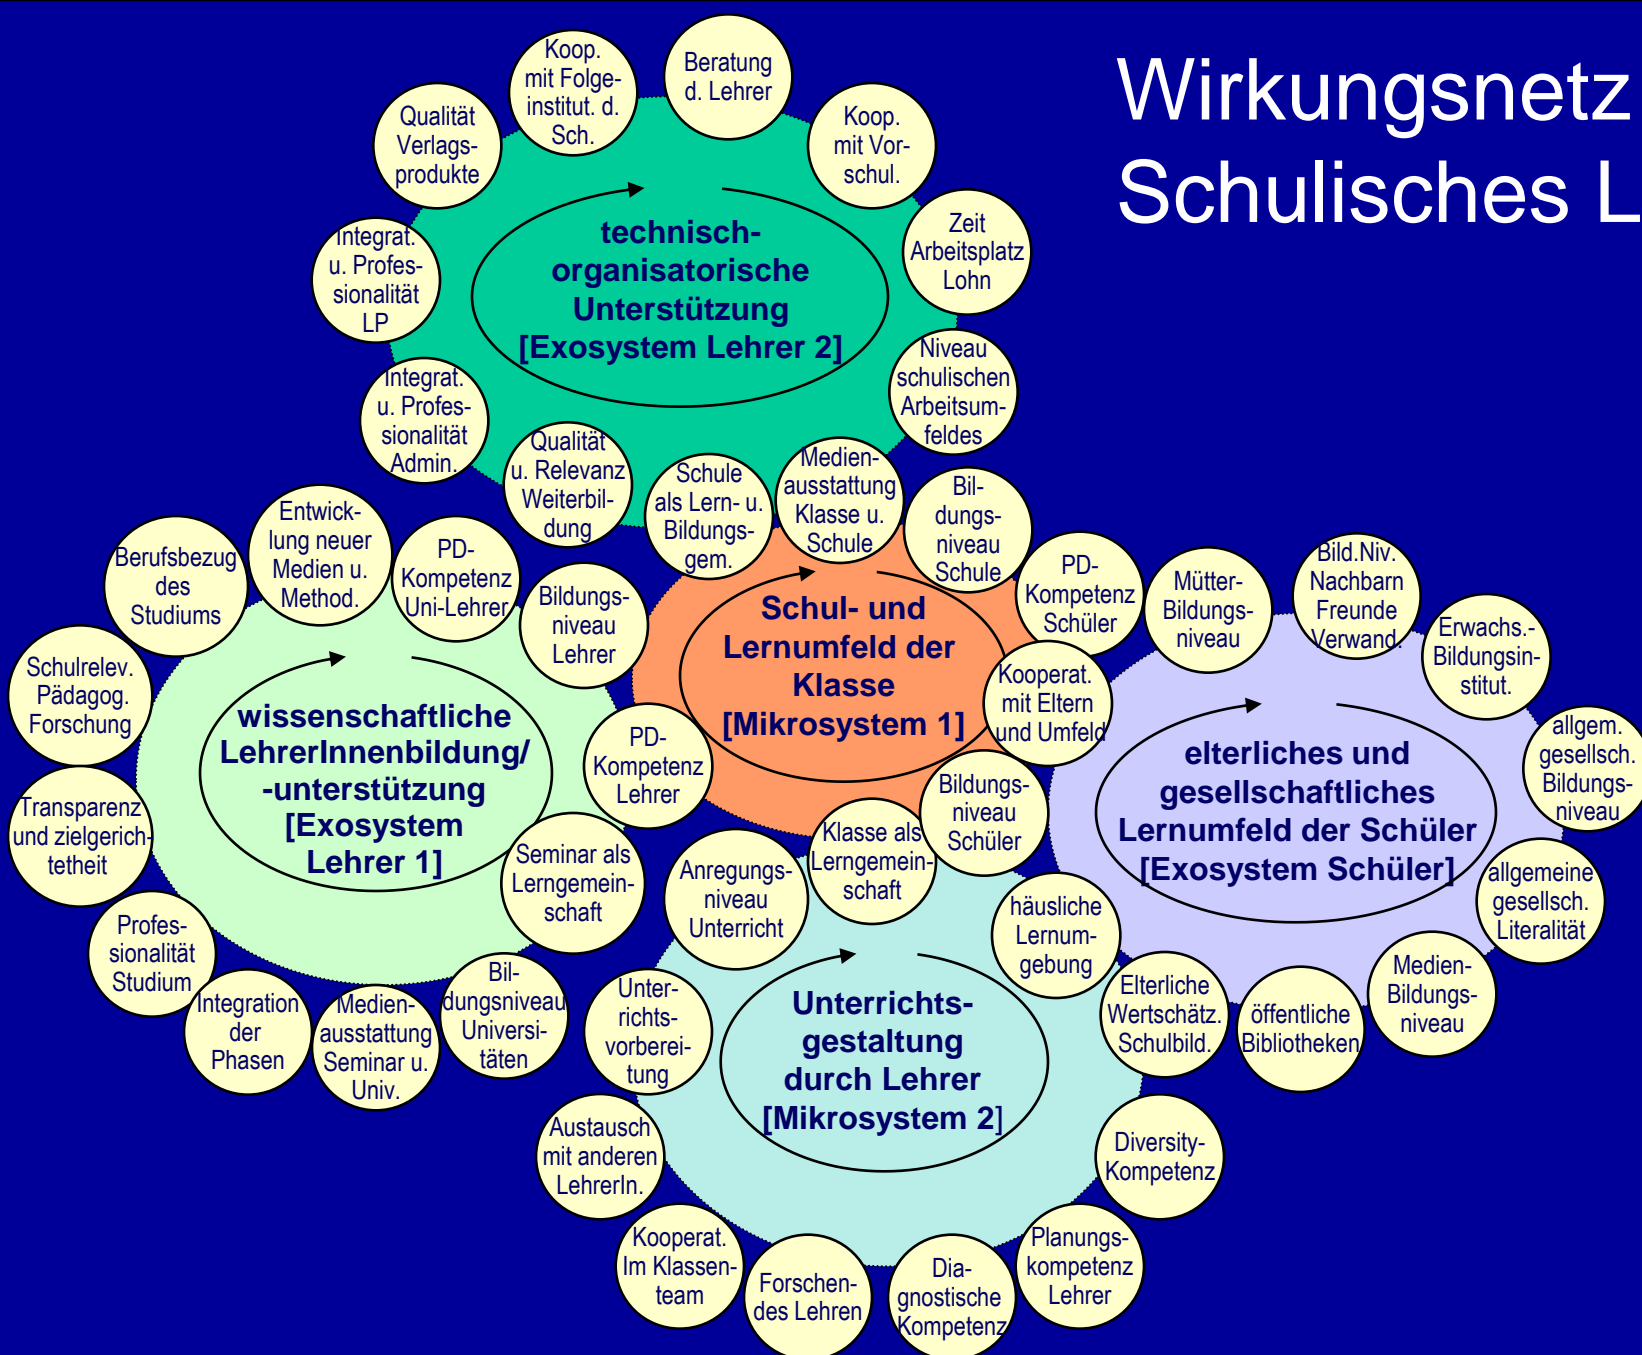 Wirkungsnetz
Schulisches L
Koop.
mit Folge-
institut. d.
Sch.
Beratung
d. Lehrer
Qualität
Verlags-
produkte
Koop.
mit Vor-
schul.
Integrat.
u. Profes-
sionalität
LP
Zeit
Arbeitsplatz
Lohn
technisch-
organisatorische
Unterstützung
[Exosystem Lehrer 2]
Integrat.
u. Profes-
sionalität
Admin.
Niveau
schulischen
Arbeitsum-
feldes
Qualität
u. Relevanz
Weiterbil-
dung
Schule
als Lern- u.
Bildungs-
gem.
Medien-
ausstattung
Klasse u.
Schule
Bil-
dungs-
niveau
Schule
PD-
Kompetenz
Schüler
Berufsbezug
des
Studiums
Entwick-
lung neuer
Medien u.
Method.
PD-
Kompetenz
Uni-Lehrer
Bildungs-
niveau
Lehrer
Schul- und
Lernumfeld der
Klasse
[Mikrosystem 1]
Kooperat.
mit Eltern
und Umfeld
Mütter-
Bildungs-
niveau
Bild.Niv.
Nachbarn
Freunde
Verwand.
Erwachs.-
Bildungsin-
stitut.
Schulrelev.
Pädagog.
Forschung
wissenschaftliche
LehrerInnenbildung/
-unterstützung
[Exosystem
Lehrer 1]
PD-
Kompetenz
Lehrer
Bildungs-
niveau
Schüler
elterliches und
gesellschaftliches
Lernumfeld der Schüler
[Exosystem Schüler]
allgem.
gesellsch.
Bildungs-
niveau
Transparenz
und zielgerich-
tetheit
Seminar als
Lerngemein-
schaft
Anregungs-
niveau
Unterricht
Klasse als
Lerngemein-
schaft
häusliche
Lernum-
gebung
allgemeine
gesellsch.
Literalität
Profes-
sionalität
Studium
Integration
der
Phasen
Medien-
ausstattung
Seminar u.
Univ.
Bil-
dungsniveau
Universi-
täten
Unter-
richts-
vorberei-
tung
Unterrichts-
gestaltung
durch Lehrer
[Mikrosystem 2]
Elterliche
Wertschätz.
Schulbild.
öffentliche
Bibliotheken
Medien-
Bildungs-
niveau
Austausch
mit anderen
LehrerIn.
Diversity-
Kompetenz
Kooperat.
Im Klassen-
team
Forschen-
des Lehren
Dia-
gnostische
Kompetenz
Planungs-
kompetenz
Lehrer